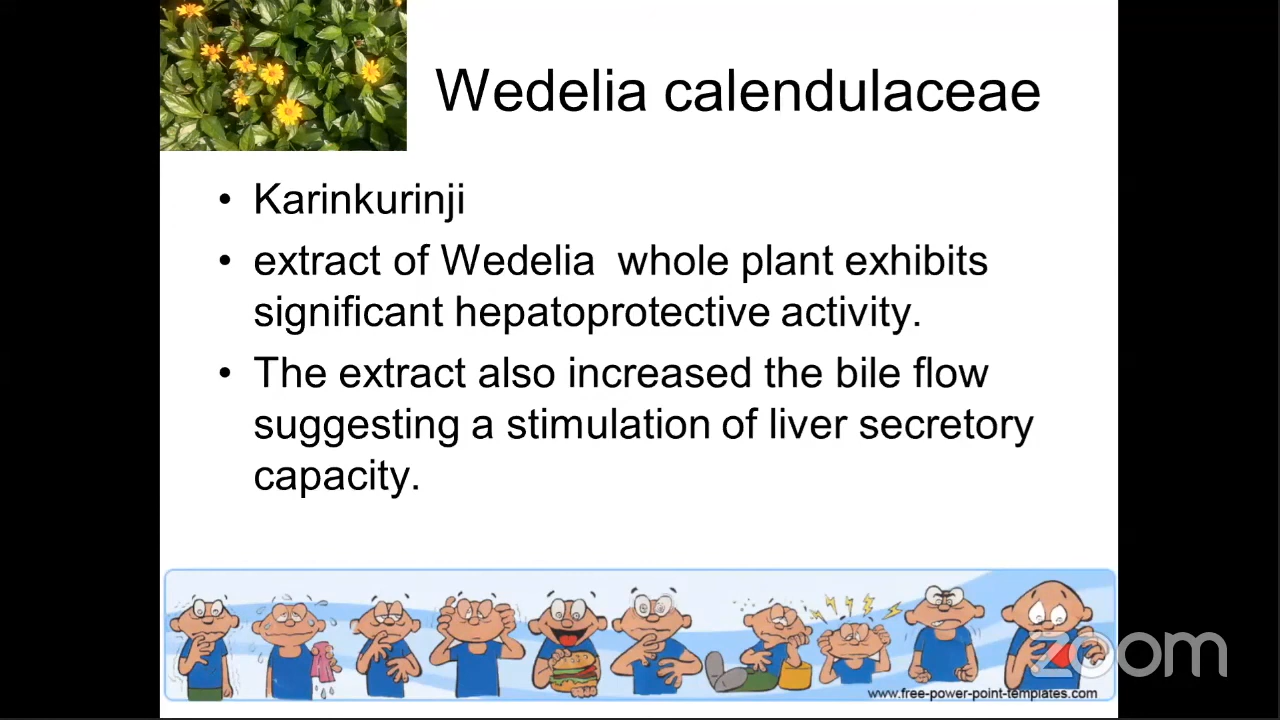 Wedelia calendulaceae
• Karinkurinji
• extract of Wedelia whole plant exhibits
significant hepatoprotective activity.
• The extract also increased the bile flow
suggesting a stimulation of liver secretory
capacity.
www.free-power-point-templates.com
zoom